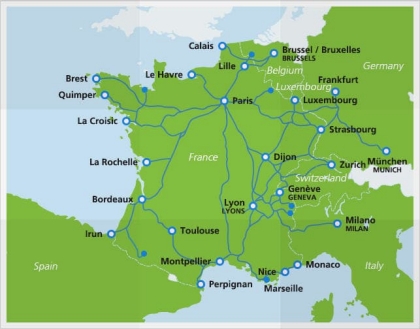 Calais
Brussel / Bruxelles
BRUSSELS
Lille
Germany
Belgium
Le Havre
Frankfurt
Brest
Luxembourg
Quimper
Paris
Luxembourg
La Croisic
Strasbourg
France
Dijon
La Rochelle
Zurich
München
MUNICH
Switzerland
Genève
GENEVA
Bordeaux
Lyon
LYONS
Milano
MILAN
Irun
Toulouse
Spain
Montpellier
Monaco
Italy
Nice
Perpignan
Marseille